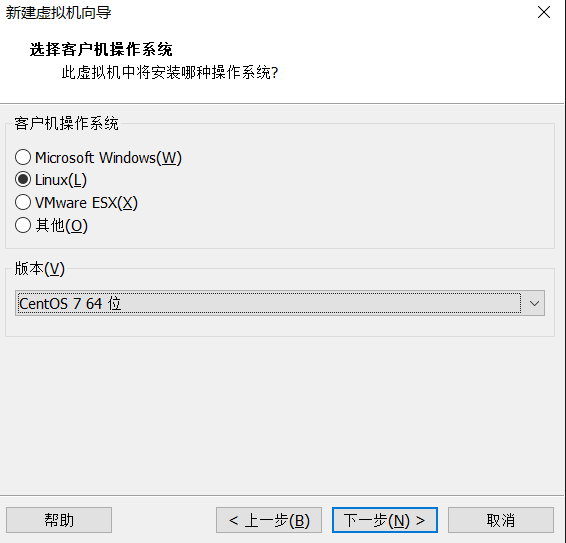 新建虚拟机向导
选择客户机操作系统
此虚拟机中将安装哪种操作系统?
客户机操作系统
Microsoft Windows(W)
Linux(L)
VMware ESX(X)
其他(O)
版本(V)
CentOS 7 64 位
帮助
< 上一步(B)
下一步(N) >
取消